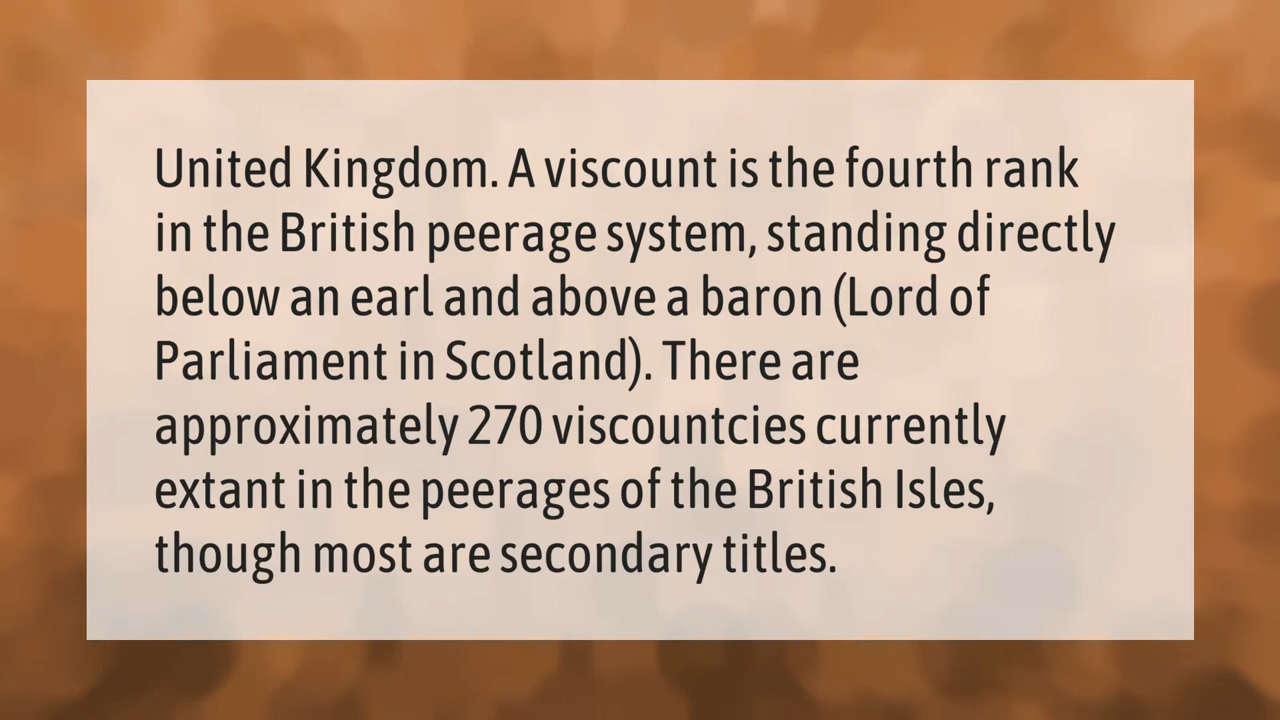 United Kingdom. A viscount is the fourth rank
in the British peerage system, standing directly
below an earl and above a baron (Lord of
Parliament in Scotland). There are
approximately 270 viscountcies currently
extant in the peerages of the British Isles,
though most are secondary titles.